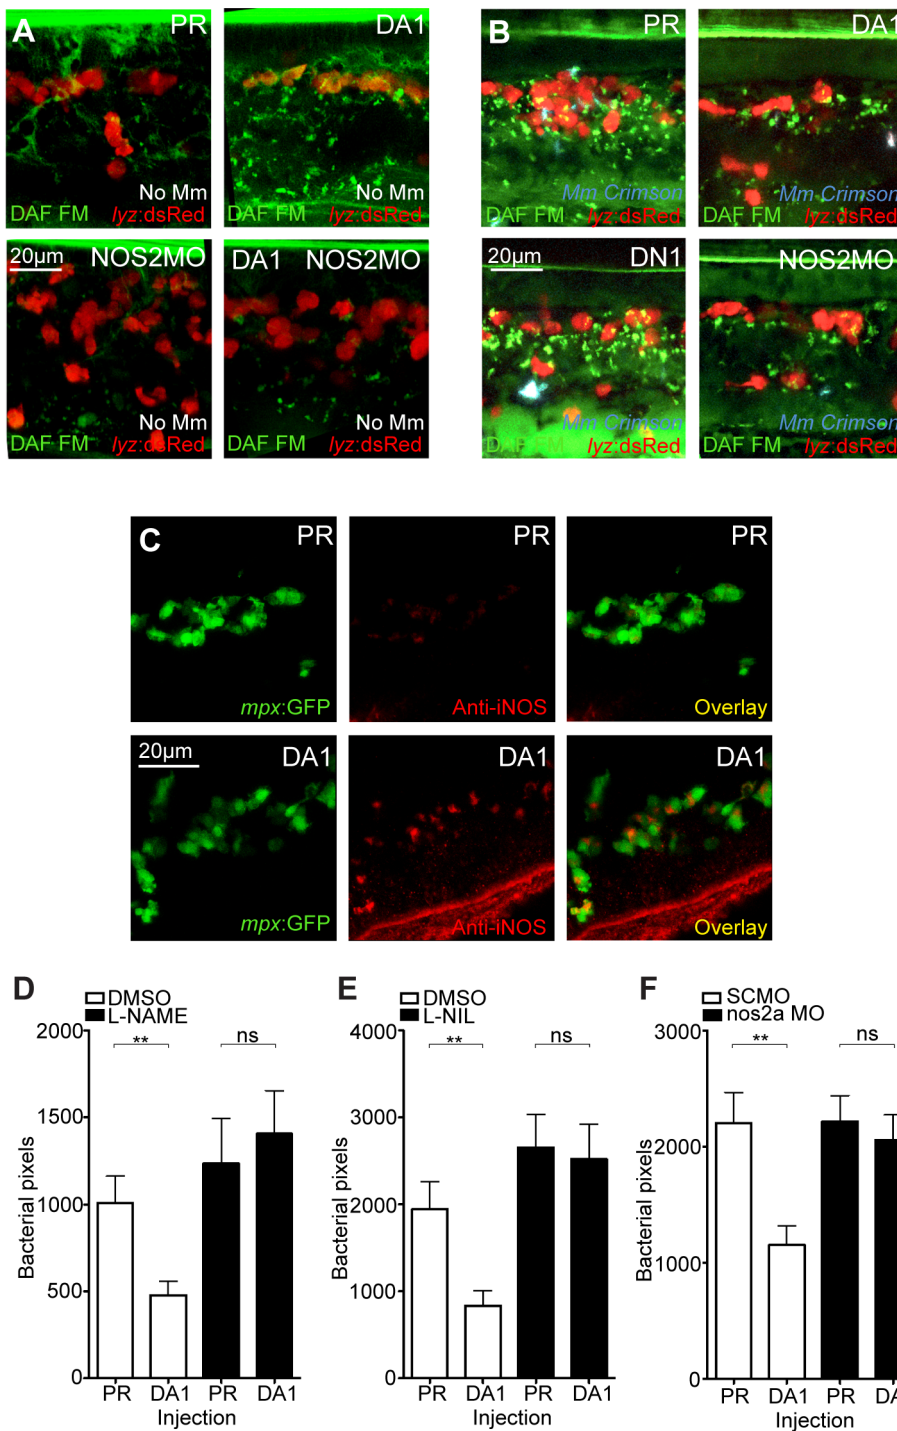 A
PR
No Mm
DAF FM lyz:dsRed
DA1
No Mm
DAF FM lyz:dsRed
20µm
NOS2MO
No Mm
DAF FM lyz:dsRed
DA1 NOS2MO
No Mm
DAF FM lyz:dsRed
B
PR
Mm Crimson
DAF FM lyz:dsRed
DA1
Mm Crimson
DAF FM lyz:dsRed
20µm
DN1
Mm Crimson
DAF FM lyz:dsRed
NOS2MO
Mm Crimson
DAF FM lyz:dsRed
C
PR
mpx:GFP
PR
Anti-iNOS
PR
Overlay
20µm
DA1
mpx:GFP
DA1
Anti-iNOS
DA1
Overlay
D
DMSO
L-NAME
2000
1500
1000
500
0
Bacterial pixels
** ns
PR DA1 PR DA1
Injection
E
DMSO
L-NIL
4000
3000
2000
1000
0
Bacterial pixels
** ns
PR DA1 PR DA1
Injection
F
SCMO
nos2a MO
3000
2000
1000
0
Bacterial pixels
** ns
PR DA1 PR DA
Injection